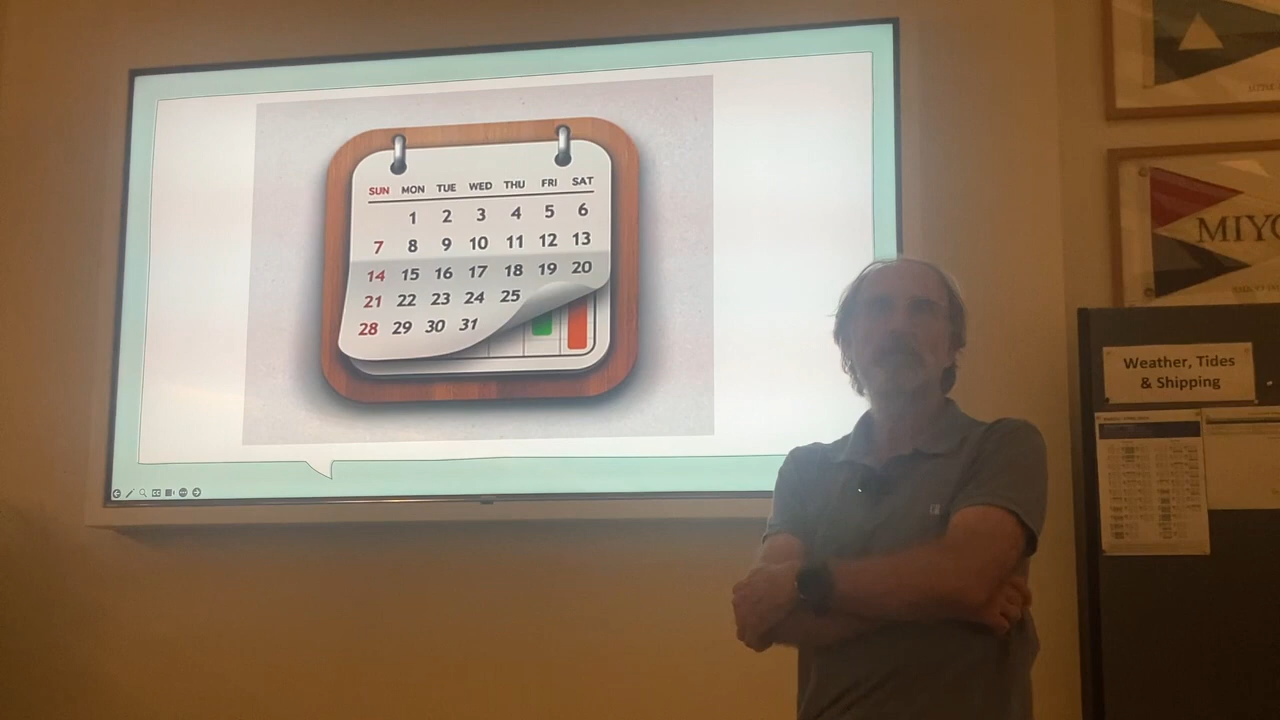 SUN MON TUE WED THU FRI SAT
1 2 3 4 5 6
7 8 9 10 11 12 13
14 15 16 17 18 19 20
21 22 23 24 25
28 29 30 31
Weather, Tides
& Shipping